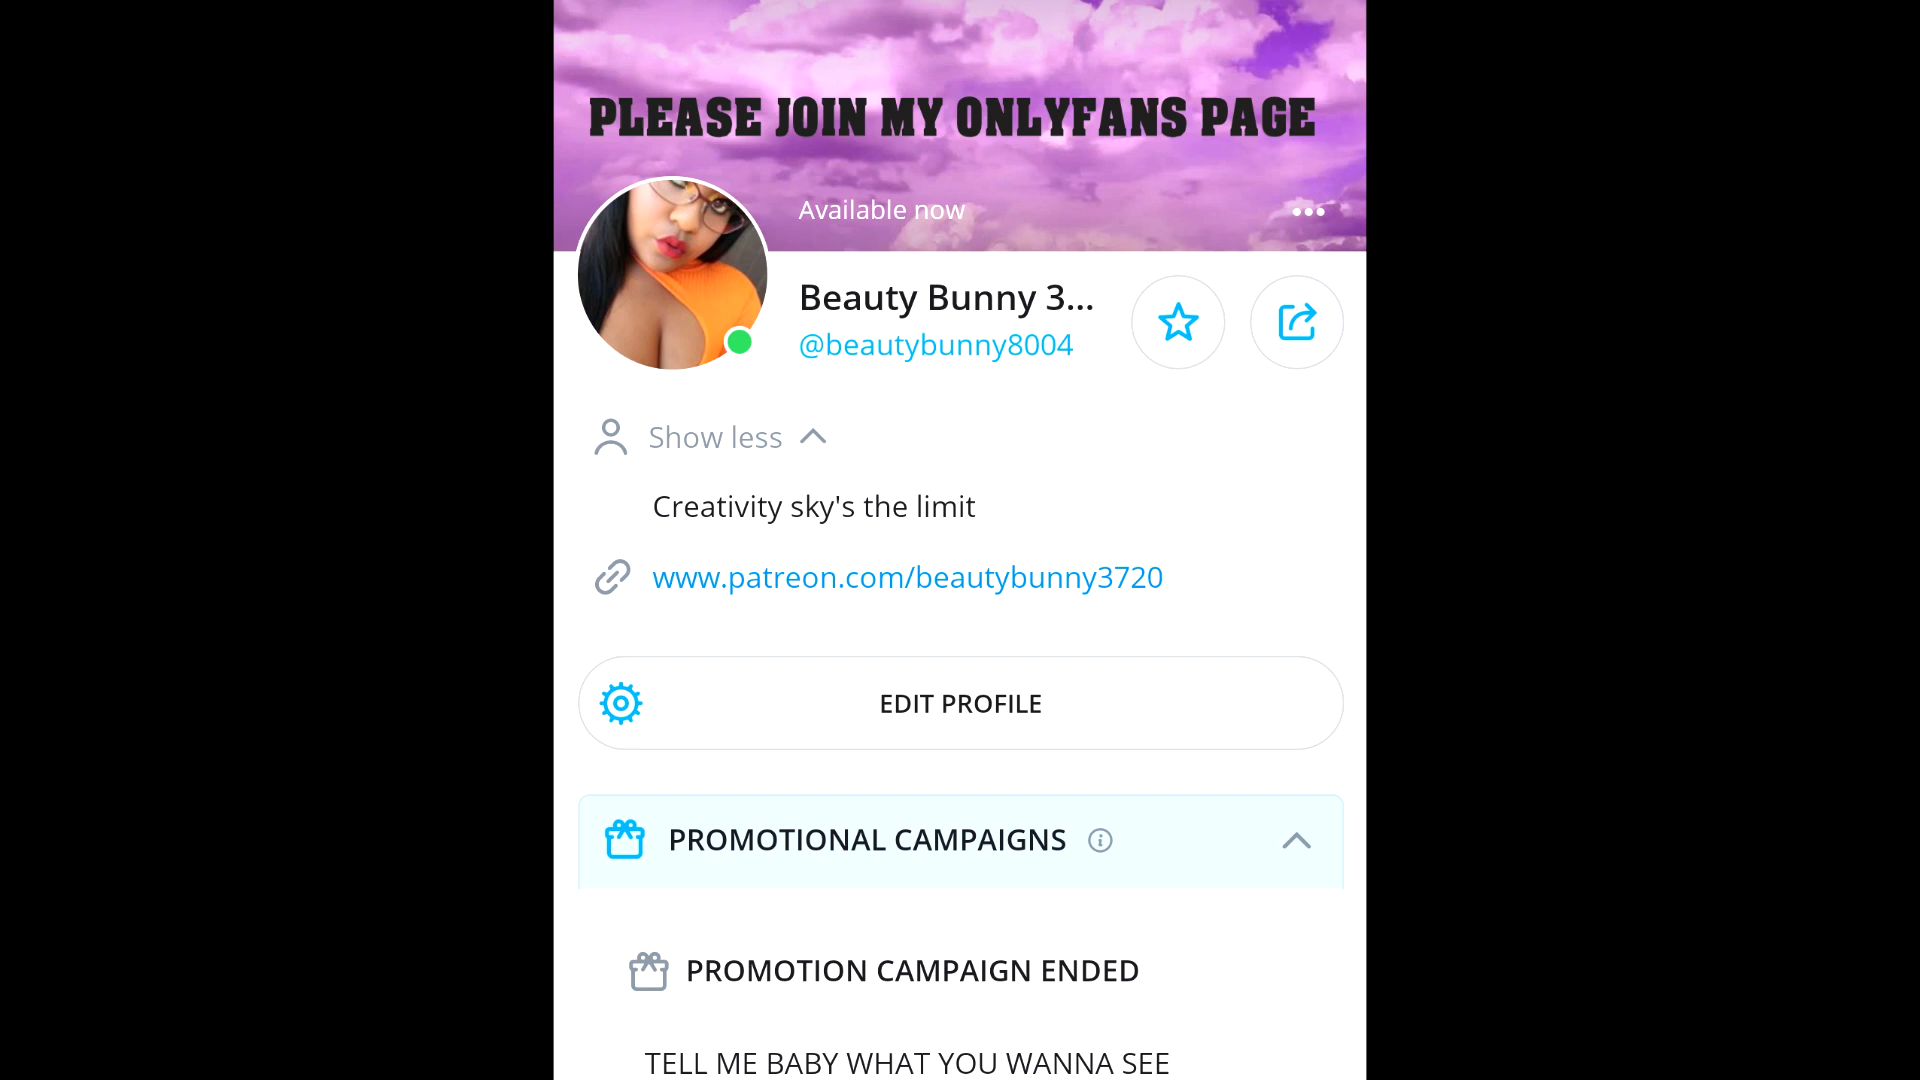 PLEASE JOIN MY ONLYFANS PAGE
Available now
Beauty Bunny 3...
@beautybunny8004
Show less
Creativity sky's the limit
www.patreon.com/beautybunny3720
EDIT PROFILE
PROMOTIONAL CAMPAIGNS
PROMOTION CAMPAIGN ENDED
TELL ME BABY WHAT YOU WANNA SEE